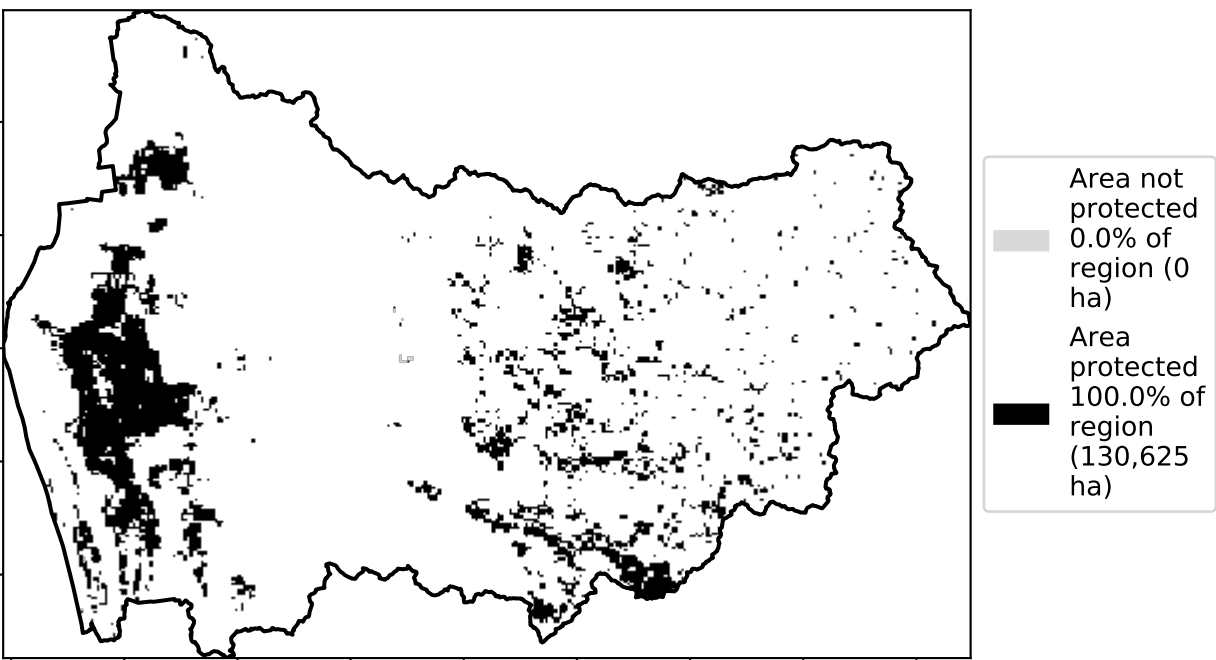 Area not
protected
0.0% of
region (0
ha)
Area
protected
100.0% of
region
(130,625
ha)